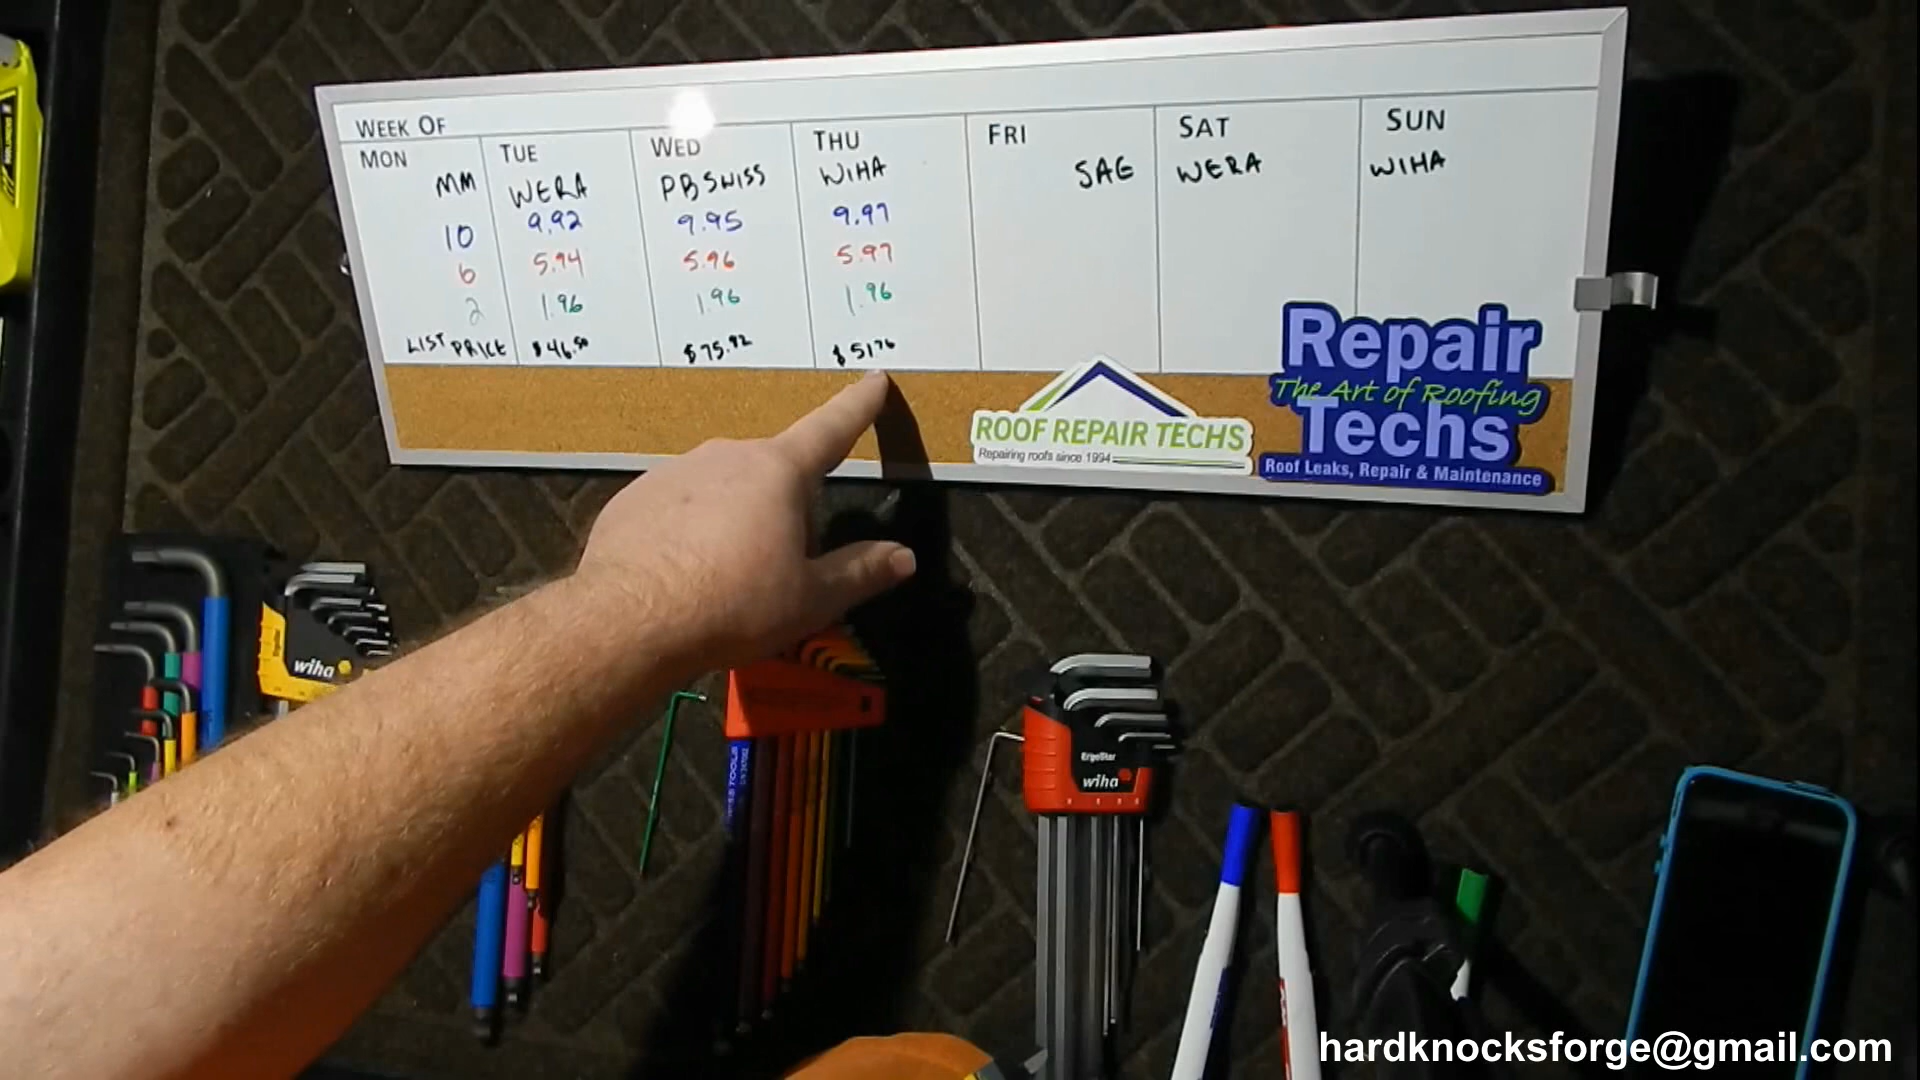 WEEK OF
MON TUE WED THU FRI SAT SUN
MM WERA PB SWISS WIHA SAE WERA WIHA
10 9.92 9.95 9.97
6 5.94 5.96 5.97
2 1.96 1.96 1.96
LIST PRICE $46.50 $75.92 $51.76
Repair
The Art of Roofing
Techs
Roof Leaks, Repair & Maintenance
ROOF REPAIR TECHS
Repairing roofs since 1994
wiha
ErgoStar
wiha
hardknocksforge@gmail.com